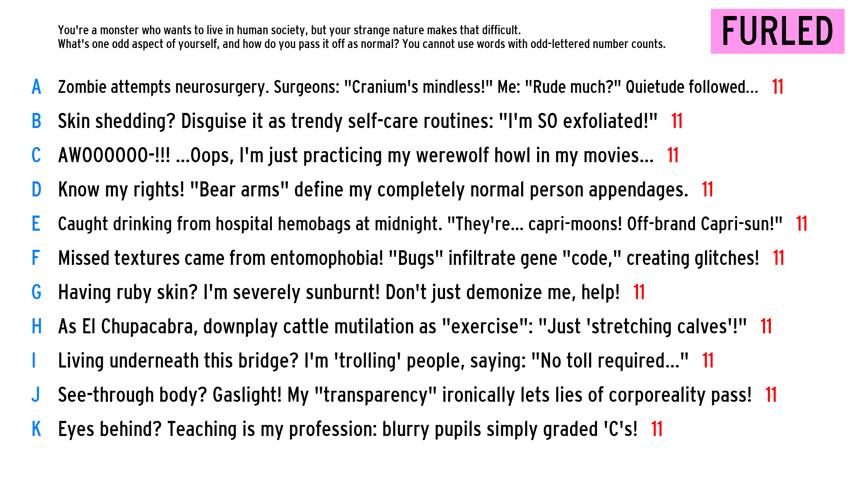 You're a monster who wants to live in human society, but your strange nature makes that difficult.
What's one odd aspect of yourself, and how do you pass it off as normal? You cannot use words with odd-lettered number counts.
FURLED
A Zombie attempts neurosurgery. Surgeons: "Cranium's mindless!" Me: "Rude much?" Quietude followed... 11
B Skin shedding? Disguise it as trendy self-care routines: "I'm SO exfoliated!" 11
C AWOOOOOO-!!! ...Oops, I'm just practicing my werewolf howl in my movies... 11
D Know my rights! "Bear arms" define my completely normal person appendages. 11
E Caught drinking from hospital hemobags at midnight. "They're... capri-moons! Off-brand Capri-sun!" 11
F Missed textures came from entomophobia! "Bugs" infiltrate gene "code," creating glitches! 11
G Having ruby skin? I'm severely sunburnt! Don't just demonize me, help! 11
H As El Chupacabra, downplay cattle mutilation as "exercise": "Just 'stretching calves'!" 11
I Living underneath this bridge? I'm 'trolling' people, saying: "No toll required..." 11
J See-through body? Gaslight! My "transparency" ironically lets lies of corporeality pass! 11
K Eyes behind? Teaching is my profession: blurry pupils simply graded 'C's! 11